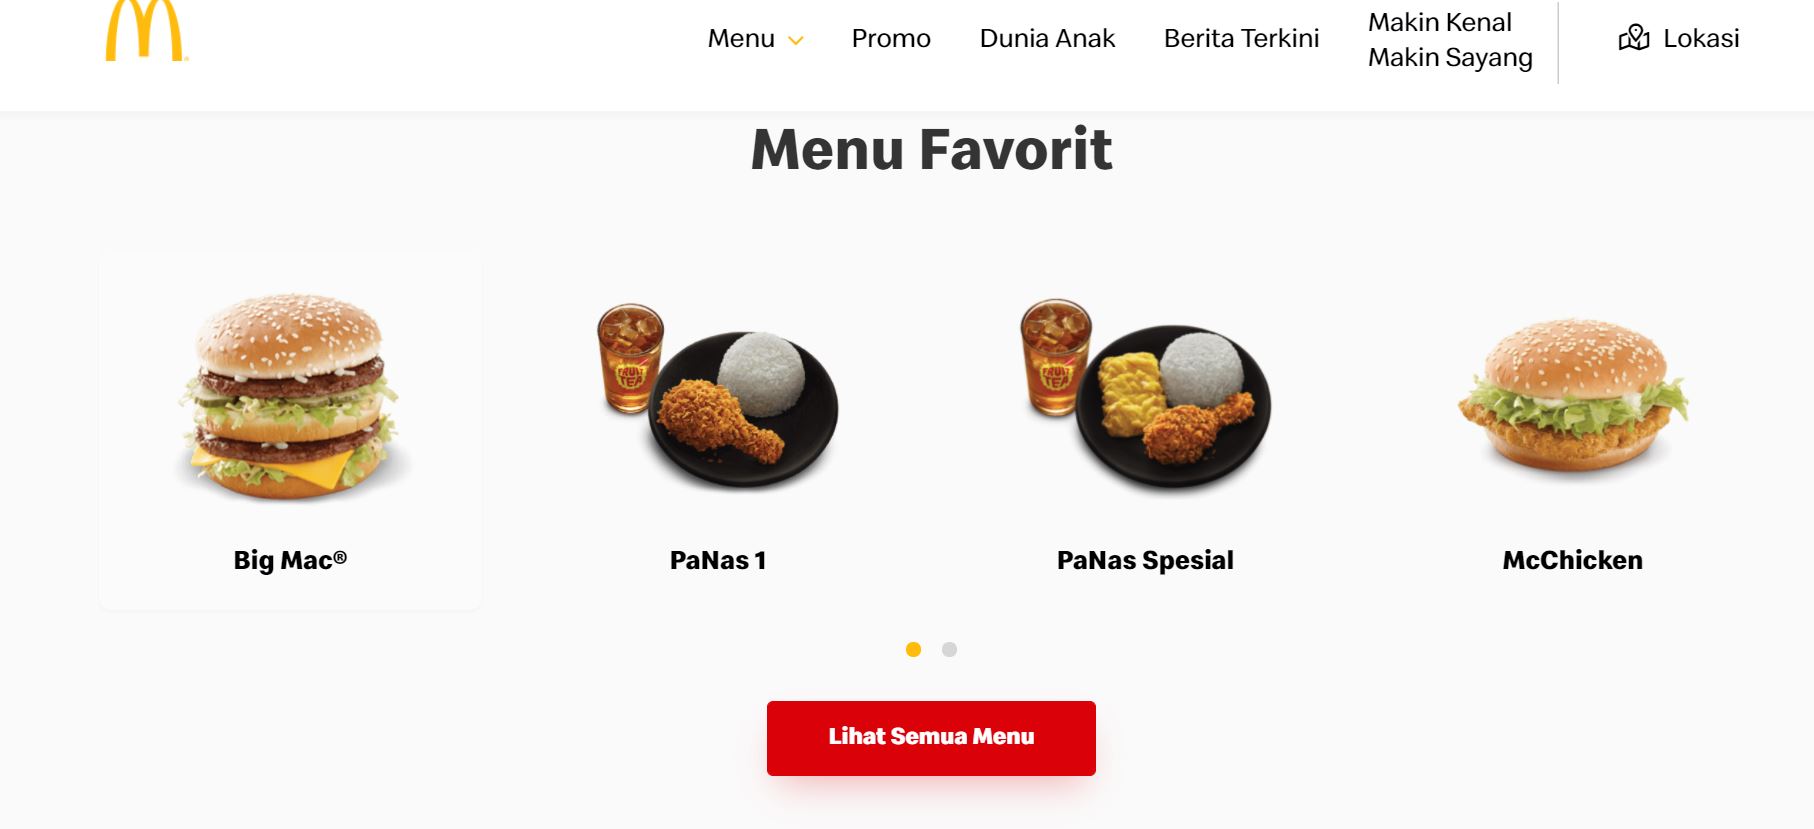 Menu
Promo
Dunia Anak
Berita Terkini
Makin Kenal
Makin Sayang
Lokasi
Menu Favorit
FRUIT
TEA
FRUIT
TEA
Big Mac®
PaNas 1
PaNas Spesial
McChicken
Lihat Semua Menu